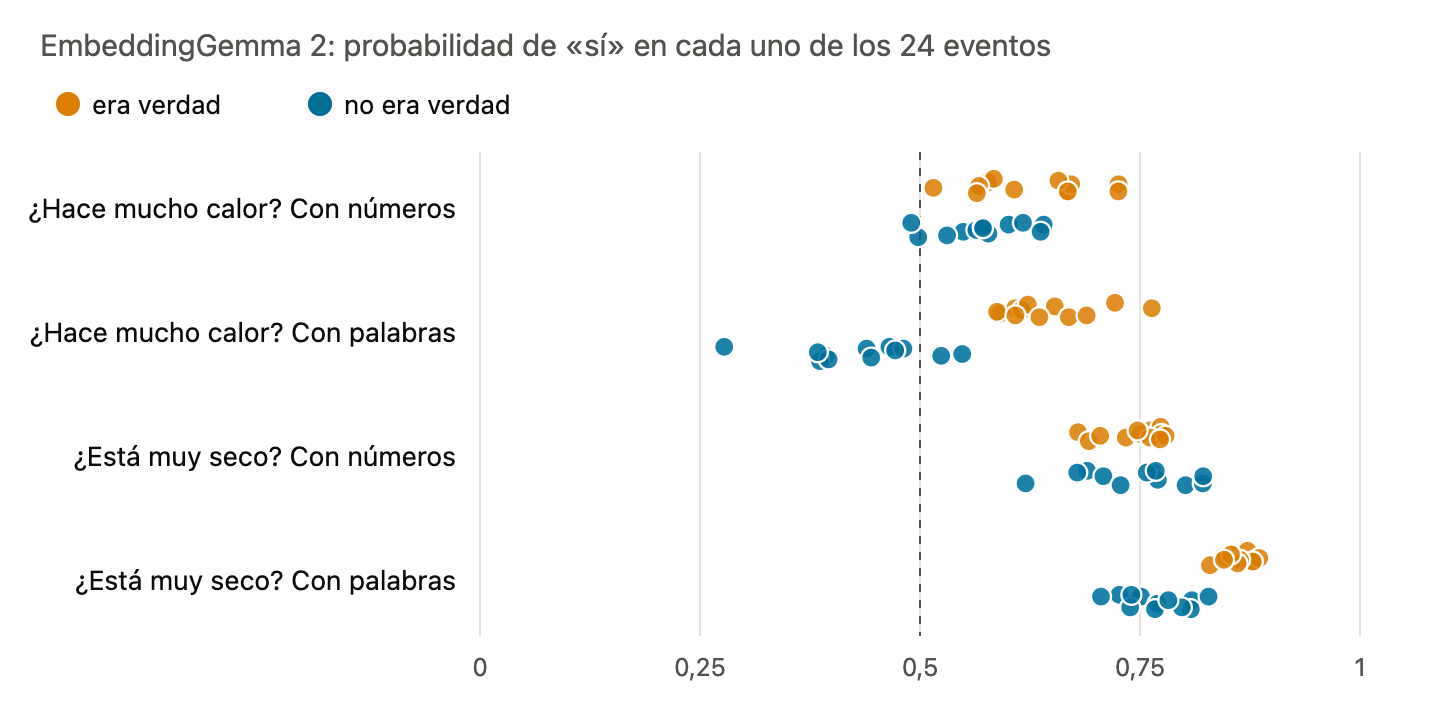 EmbeddingGemma 2: probabilidad de «sí» en cada uno de los 24 eventos
era verdad
no era verdad
¿Hace mucho calor? Con números
¿Hace mucho calor? Con palabras
¿Está muy seco? Con números
¿Está muy seco? Con palabras
0
0,25
0,5
0,75
1